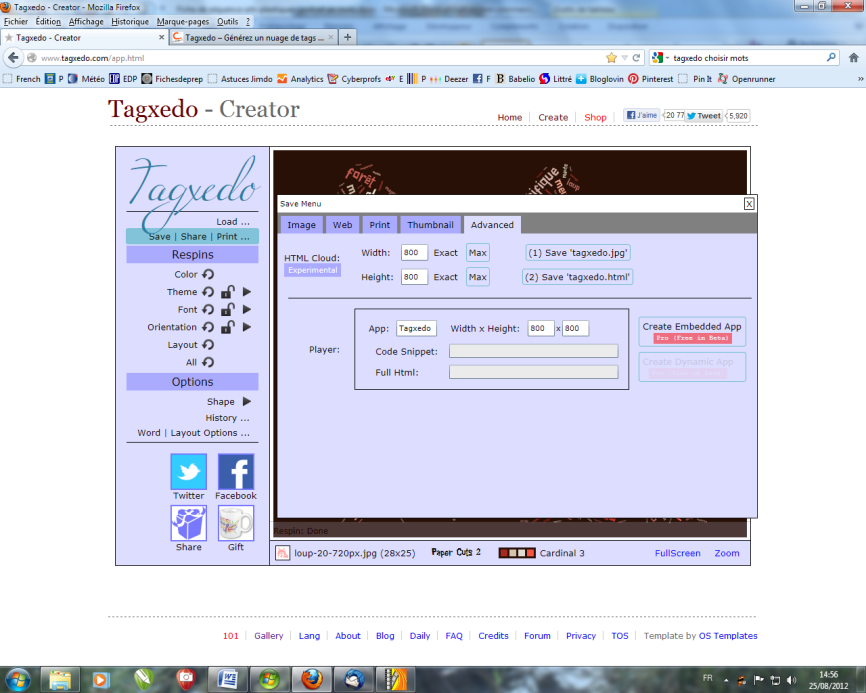 Tagxedo - Creator - Mozilla Firefox
Fichier Édition Affichage Historique Marque-pages Outils ?
Tagxedo - Creator
Tagxedo – Générez un nuage de tags ...
www.tagxedo.com/app.html
tagxedo choisir mots
French P Météo EDP Fichesdeprep Astuces Jimdo Analytics Cyberprofs E P Deezer F Babelio Littré Bloglovin Pinterest Pin It Openrunner
Tagxedo - Creator
Home Create Shop J'aime 20 77 Tweet 5,920
Tagxedo
Load ...
Save | Share | Print ...
Respins
Color
Theme
Font
Orientation
Layout
All
Options
Shape
History ...
Word | Layout Options ...
Twitter Facebook
Share Gift
forêt
loup
Save Menu X
Image Web Print Thumbnail Advanced
HTML Cloud:
Experimental
Width: 800 Exact Max (1) Save 'tagxedo.jpg'
Height: 800 Exact Max (2) Save 'tagxedo.html'
Player:
App: Tagxedo Width x Height: 800 x 800
Code Snippet:
Full Html:
Create Embedded App
Pro (Free in Beta)
Create Dynamic App
Respin: Done
loup-20-720px.jpg (28x25) Paper Cuts 2 Cardinal 3 FullScreen Zoom
101 Gallery Lang About Blog Daily FAQ Credits Forum Privacy TOS Template by OS Templates
FR
14:56
25/08/2012